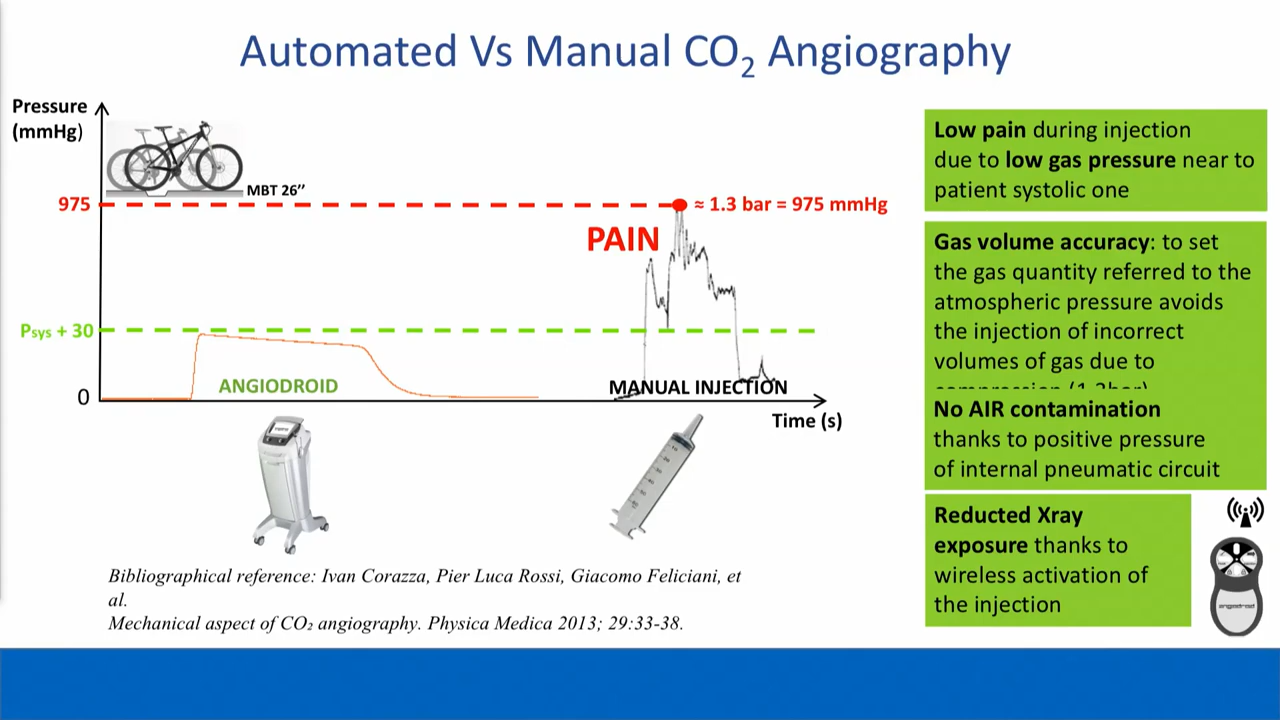 Automated Vs Manual CO₂ Angiography
Pressure
(mmHg)
MBT 26’’
975
≈ 1.3 bar = 975 mmHg
PAIN
Psys + 30
ANGIODROID
MANUAL INJECTION
0
Time (s)
Low pain during injection
due to low gas pressure near to
patient systolic one
Gas volume accuracy: to set
the gas quantity referred to the
atmospheric pressure avoids
the injection of incorrect
volumes of gas due to
compression (1.3bar)
No AIR contamination
thanks to positive pressure
of internal pneumatic circuit
Reducted Xray
exposure thanks to
wireless activation of
the injection
angiodroid
Bibliographical reference: Ivan Corazza, Pier Luca Rossi, Giacomo Feliciani, et
al.
Mechanical aspect of CO₂ angiography. Physica Medica 2013; 29:33-38.